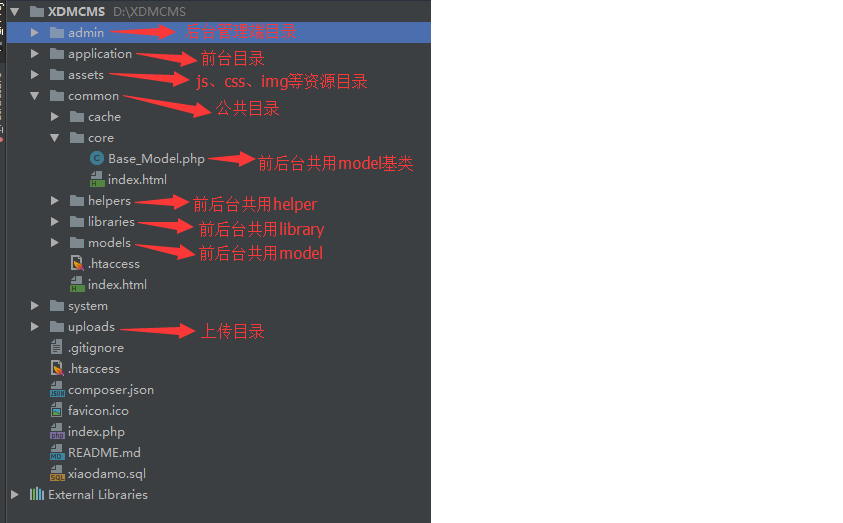 XDMCMS D:\XDMCMS
admin 后台管理端目录
application 前台目录
assets js、css、img等资源目录
common 公共目录
cache
core
Base_Model.php 前后台共用model基类
index.html
helpers 前后台共用helper
libraries 前后台共用library
models 前后台共用model
.htaccess
index.html
system
uploads 上传目录
.gitignore
.htaccess
composer.json
favicon.ico
index.php
README.md
xiaodamo.sql
External Libraries